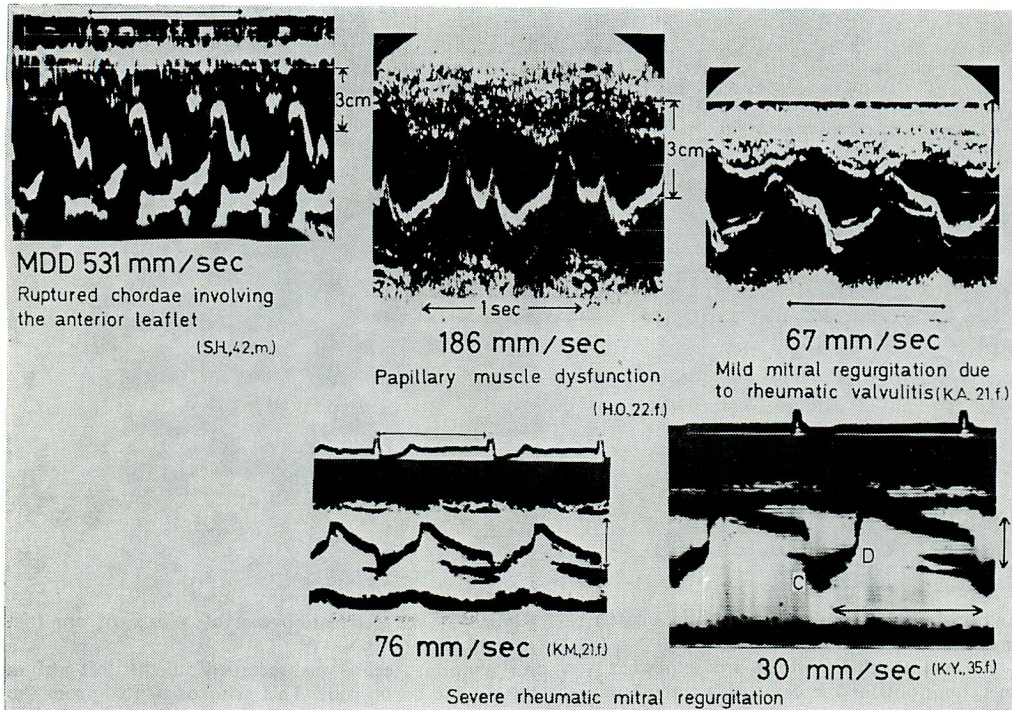 3cm
MDD 531 mm/sec
Ruptured chordae involving
the anterior leaflet
(S.H., 42. m.)
3cm
1 sec
186 mm/sec
Papillary muscle dysfunction
(H.O., 22. f.)
67 mm/sec
Mild mitral regurgitation due
to rheumatic valvulitis (K.A. 21. f.)
76 mm/sec (K.M., 21. f.)
C
D
30 mm/sec (K.Y., 35. f.)
Severe rheumatic mitral regurgitation